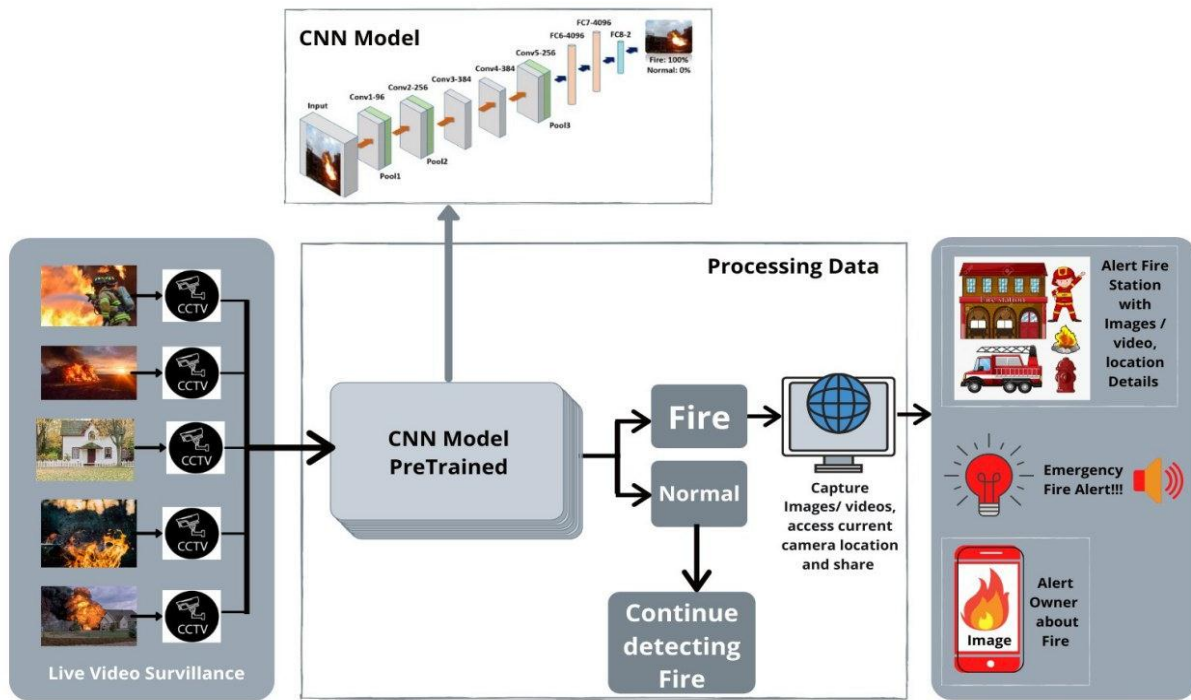 CNN Model
Input
Conv1-96
Pool1
Conv2-256
Pool2
Conv3-384
Conv4-384
Conv5-256
Pool3
FC6-4096
FC7-4096
FC8-2
Fire: 100%
Normal: 0%
CCTV
CCTV
CCTV
CCTV
CCTV
Live Video Survillance
Processing Data
CNN Model
PreTrained
Fire
Normal
Continue
detecting
Fire
Capture
Images/ videos,
access current
camera location
and share
Fire station
Alert Fire
Station
with
Images /
video,
location
Details
Emergency
Fire Alert!!!
Image
Alert
Owner
about
Fire